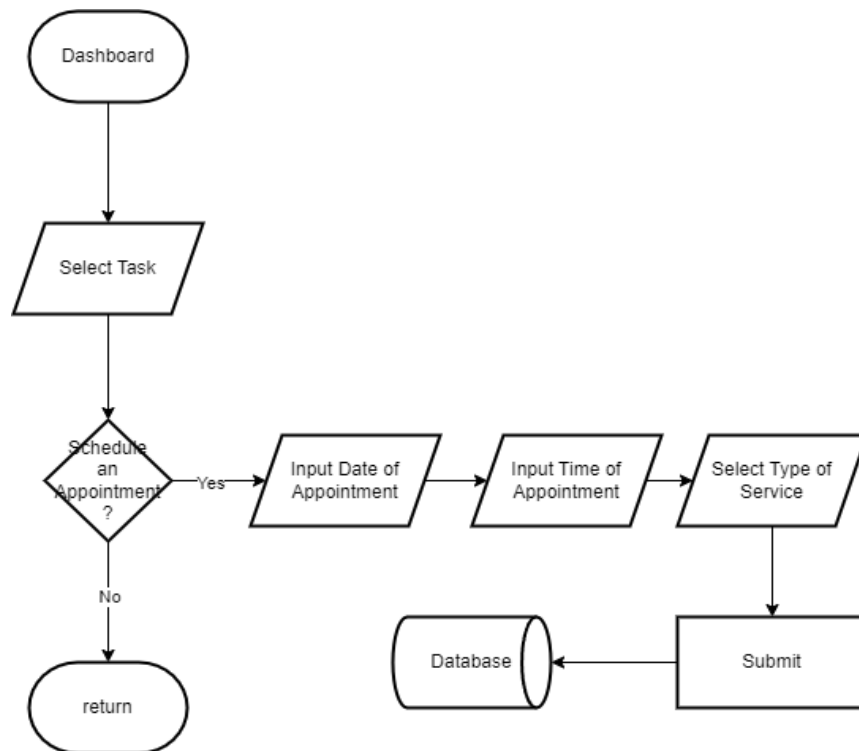 Dashboard
Select Task
Schedule
an
Appointment
?
Yes
Input Date of
Appointment
Input Time of
Appointment
Select Type of
Service
No
return
Database
Submit